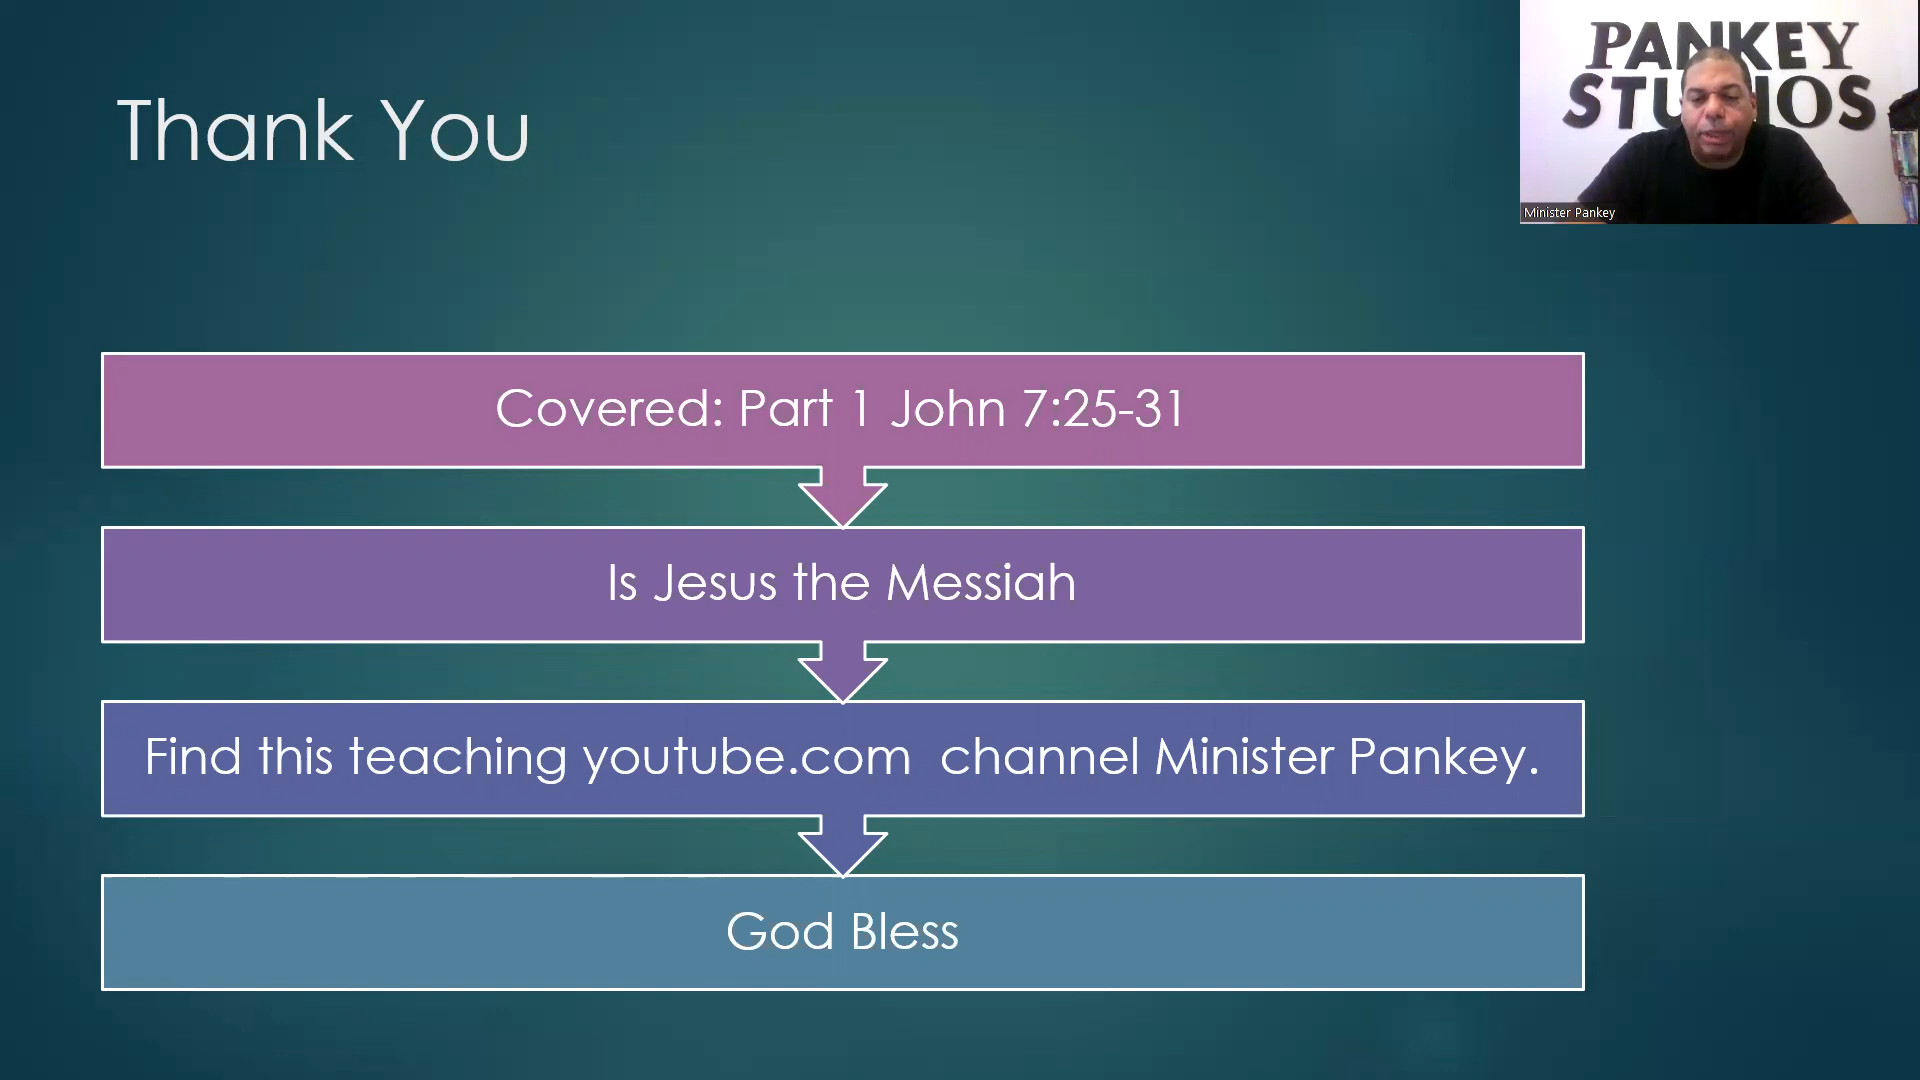 Thank You
PANKEY
STUDIOS
Minister Pankey
Covered: Part 1 John 7:25-31
Is Jesus the Messiah
Find this teaching youtube.com  channel Minister Pankey.
God Bless